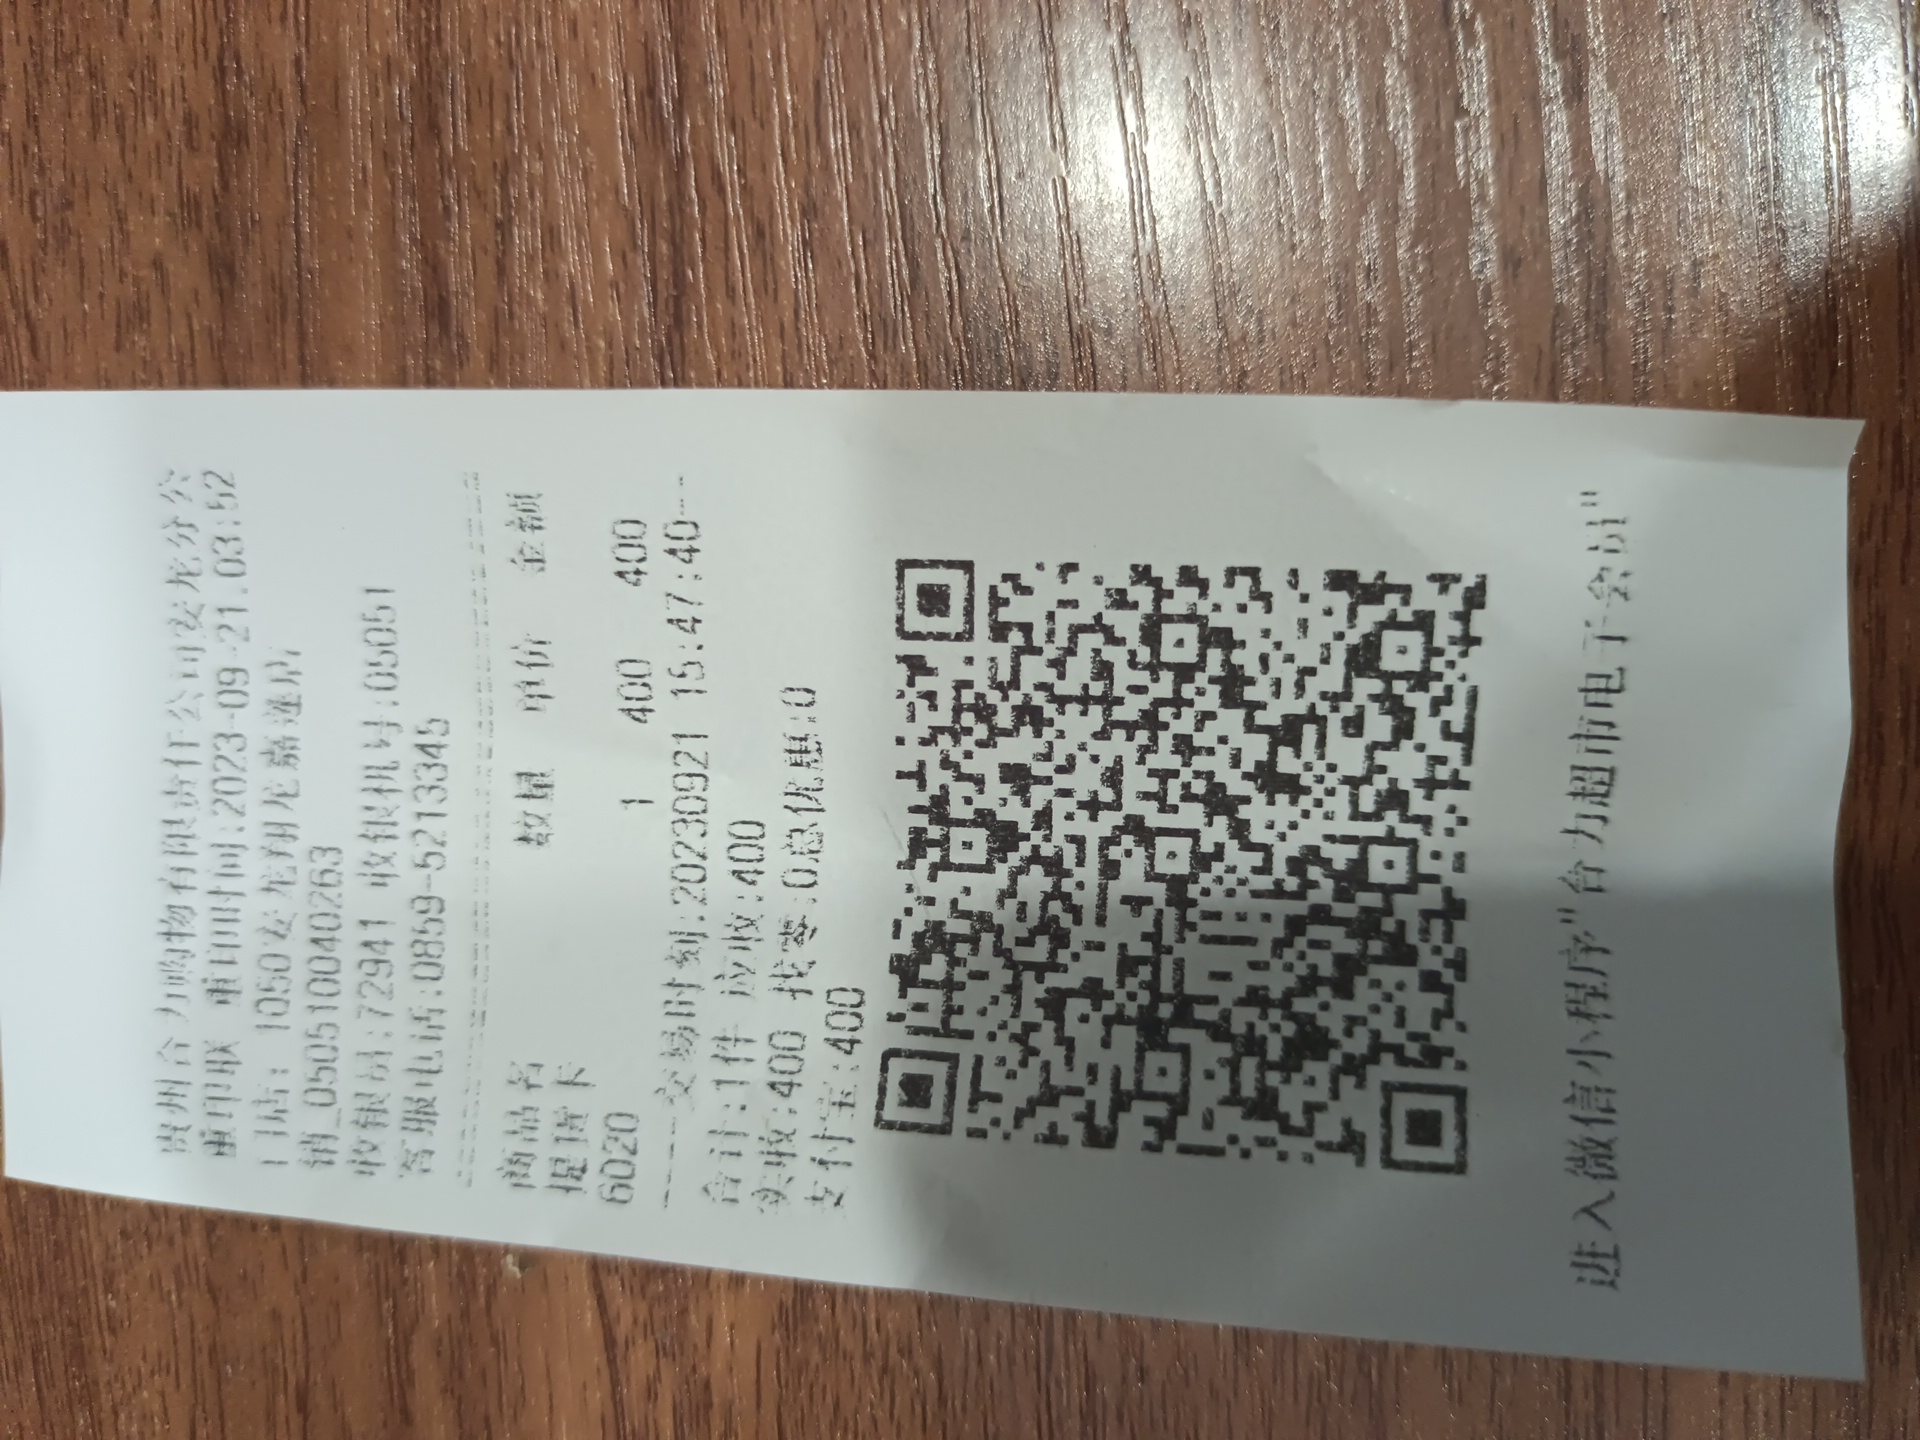 贵州合力购物有限责任公司安龙分公
重印单联 重印时间:2023-09-21.03:52
门店: 1050安龙翔龙嘉莲店
销_0505100040263
收银员:722941 收银机号:05051
客服电话:0859-5213345
商品名 数量 单价 金额
提货卡
6020 1 400 400
----交易时刻:20230921 15:47:40---
合计:1件 应收:400
实收:400 找零:0总优惠:0
支付宝:400
进入微信小程序"合力超市电子会员"